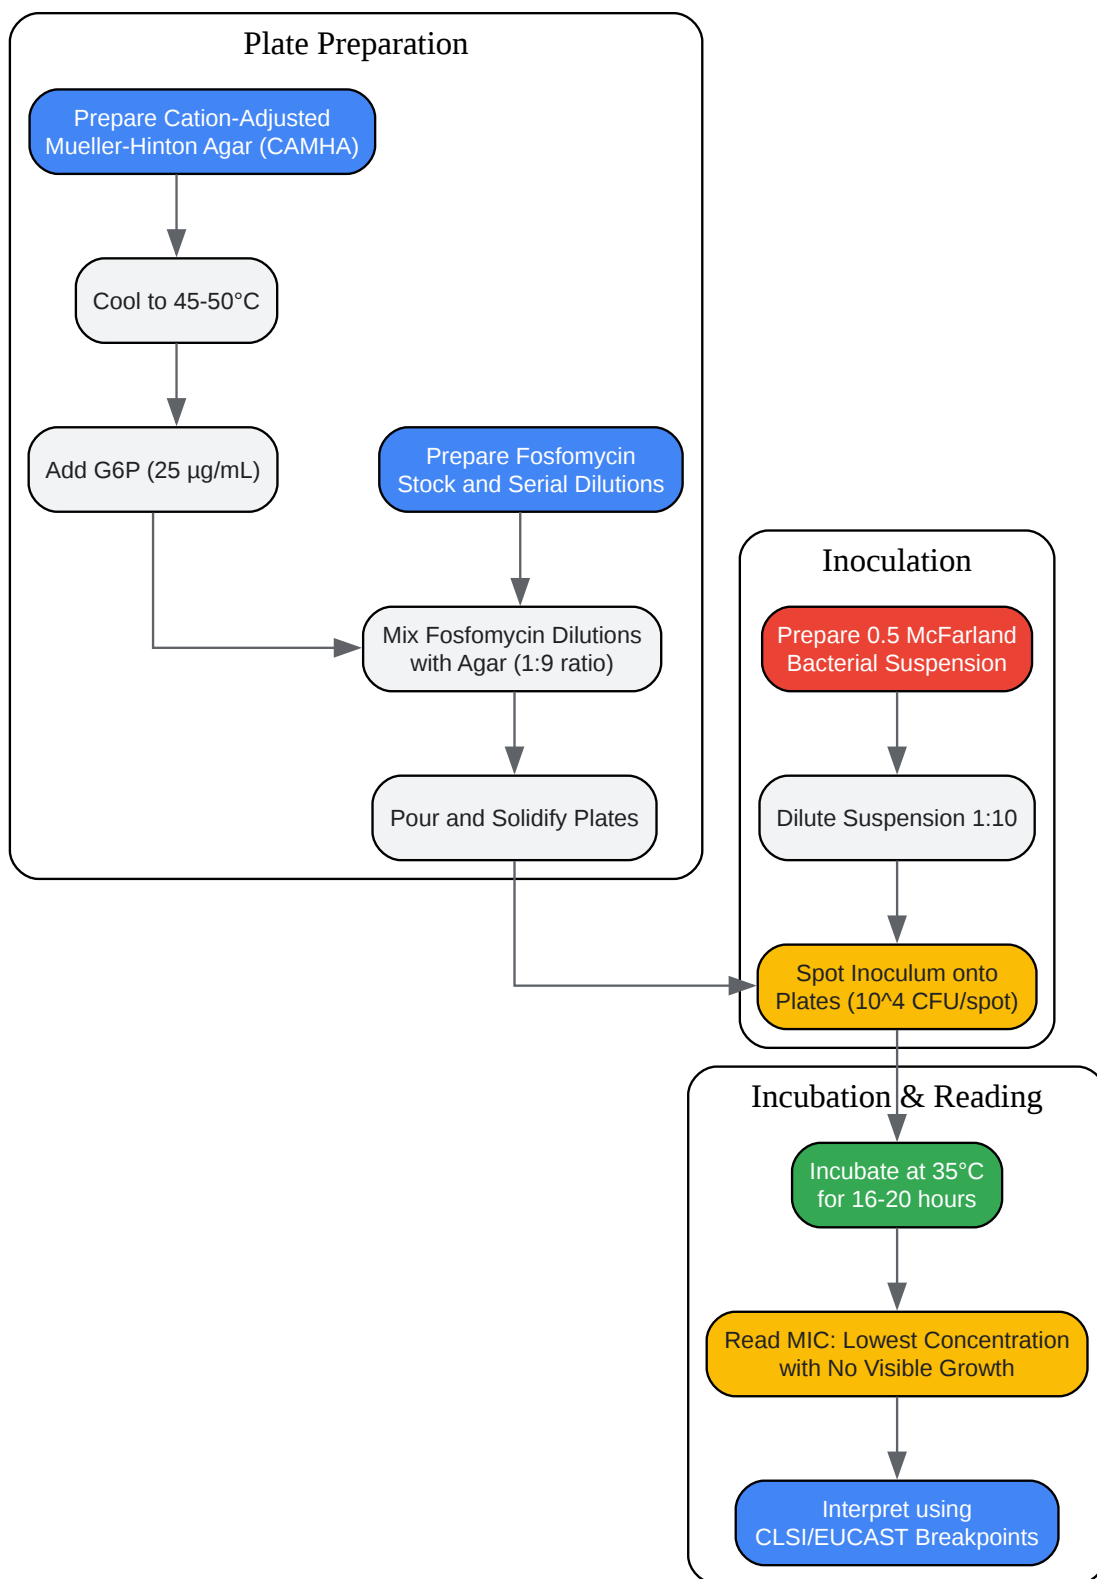 Plate Preparation
Prepare Cation-Adjusted
Mueller-Hinton Agar (CAMHA)
Cool to 45-50°C
Add G6P (25 µg/mL)
Prepare Fosfomycin
Stock and Serial Dilutions
Mix Fosfomycin Dilutions
with Agar (1:9 ratio)
Pour and Solidify Plates
Inoculation
Prepare 0.5 McFarland
Bacterial Suspension
Dilute Suspension 1:10
Spot Inoculum onto
Plates (10^4 CFU/spot)
Incubation & Reading
Incubate at 35°C
for 16-20 hours
Read MIC: Lowest Concentration
with No Visible Growth
Interpret using
CLSI/EUCAST Breakpoints